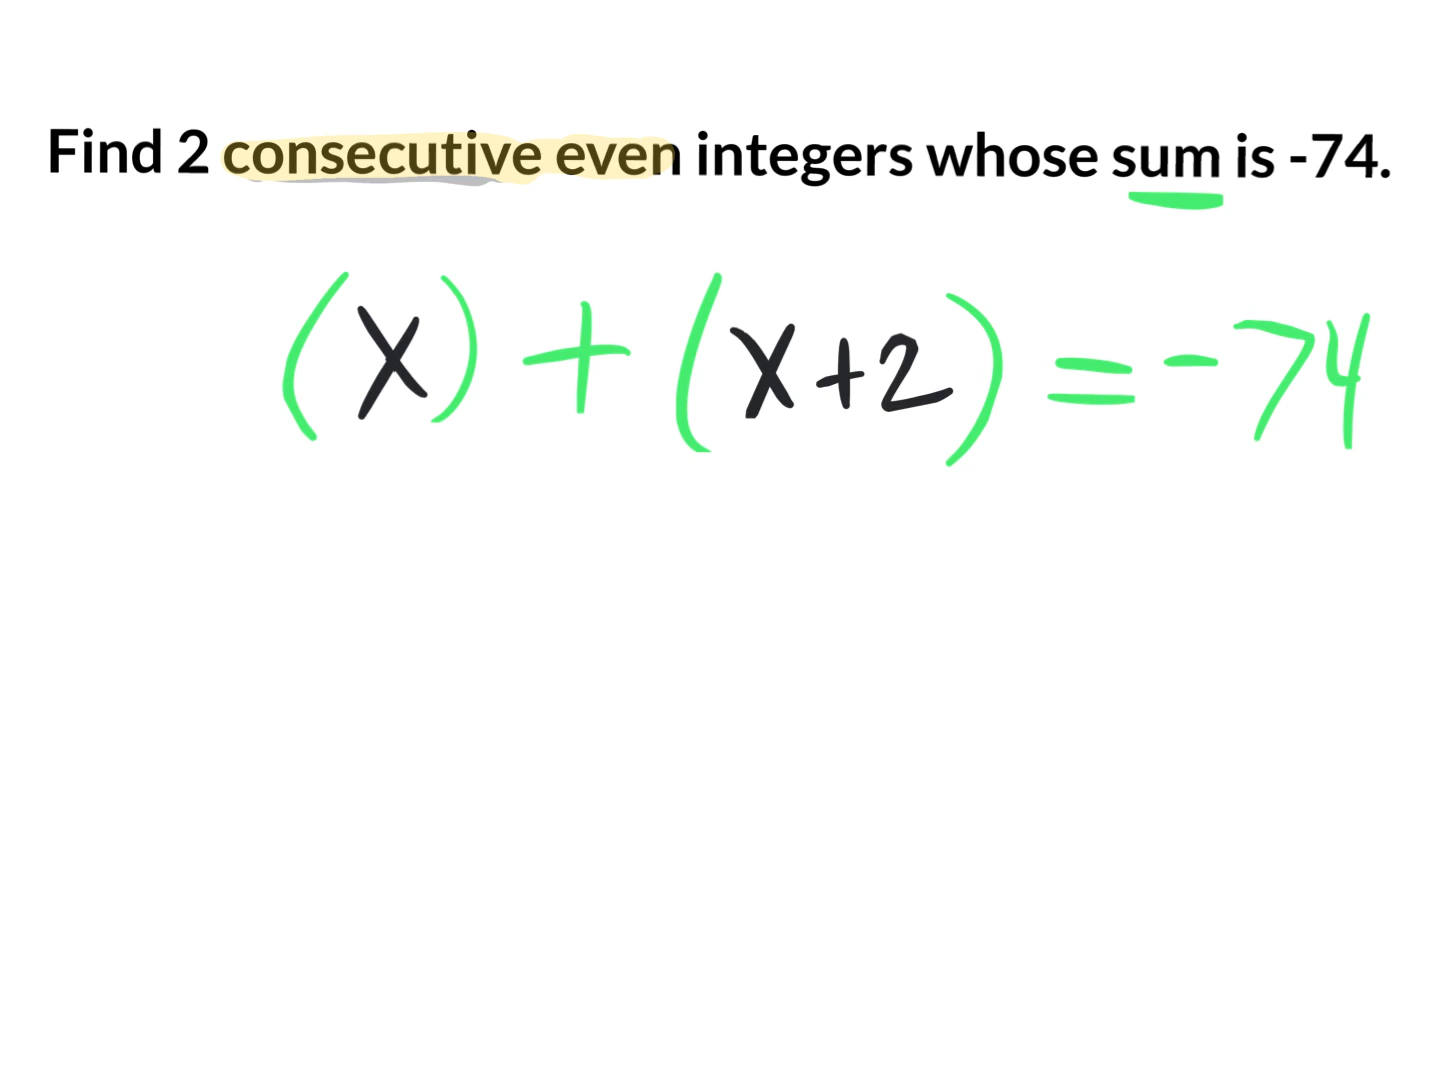 Find 2 consecutive even integers whose sum is -74.
(x) + (x+2) = -74